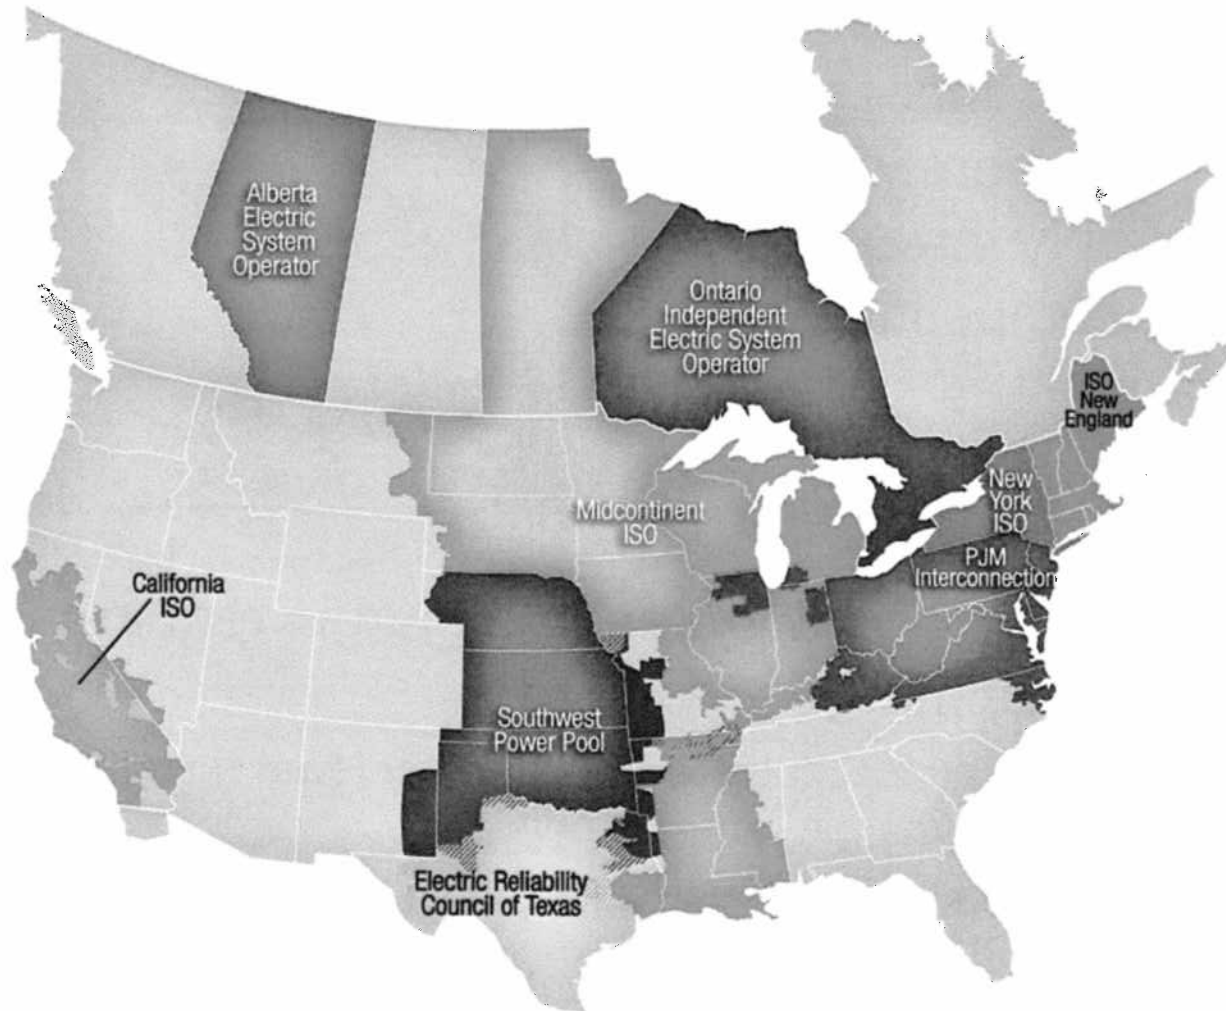 Alberta
Electric
System
Operator
Ontario
Independent
Electric System
Operator
ISO
New
England
Midcontinent
ISO
New
York
ISO
PJM
Interconnection
California
ISO
Southwest
Power Pool
Electric Reliability
Council of Texas